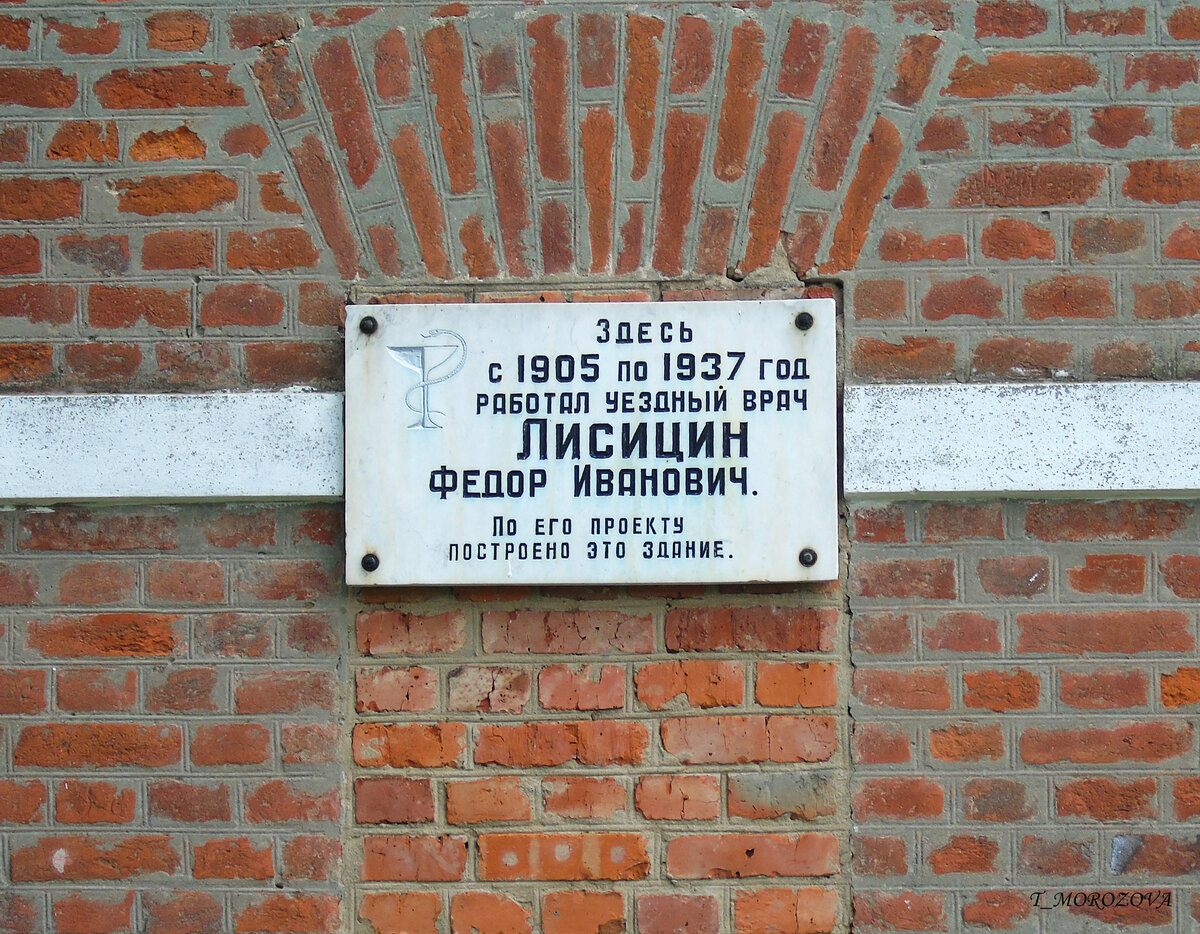 Здесь
с 1905 по 1937 год
работал уездный врач
Лисицин
Федор Иванович.
По его проекту
построено это здание.
T_MOROZOVA